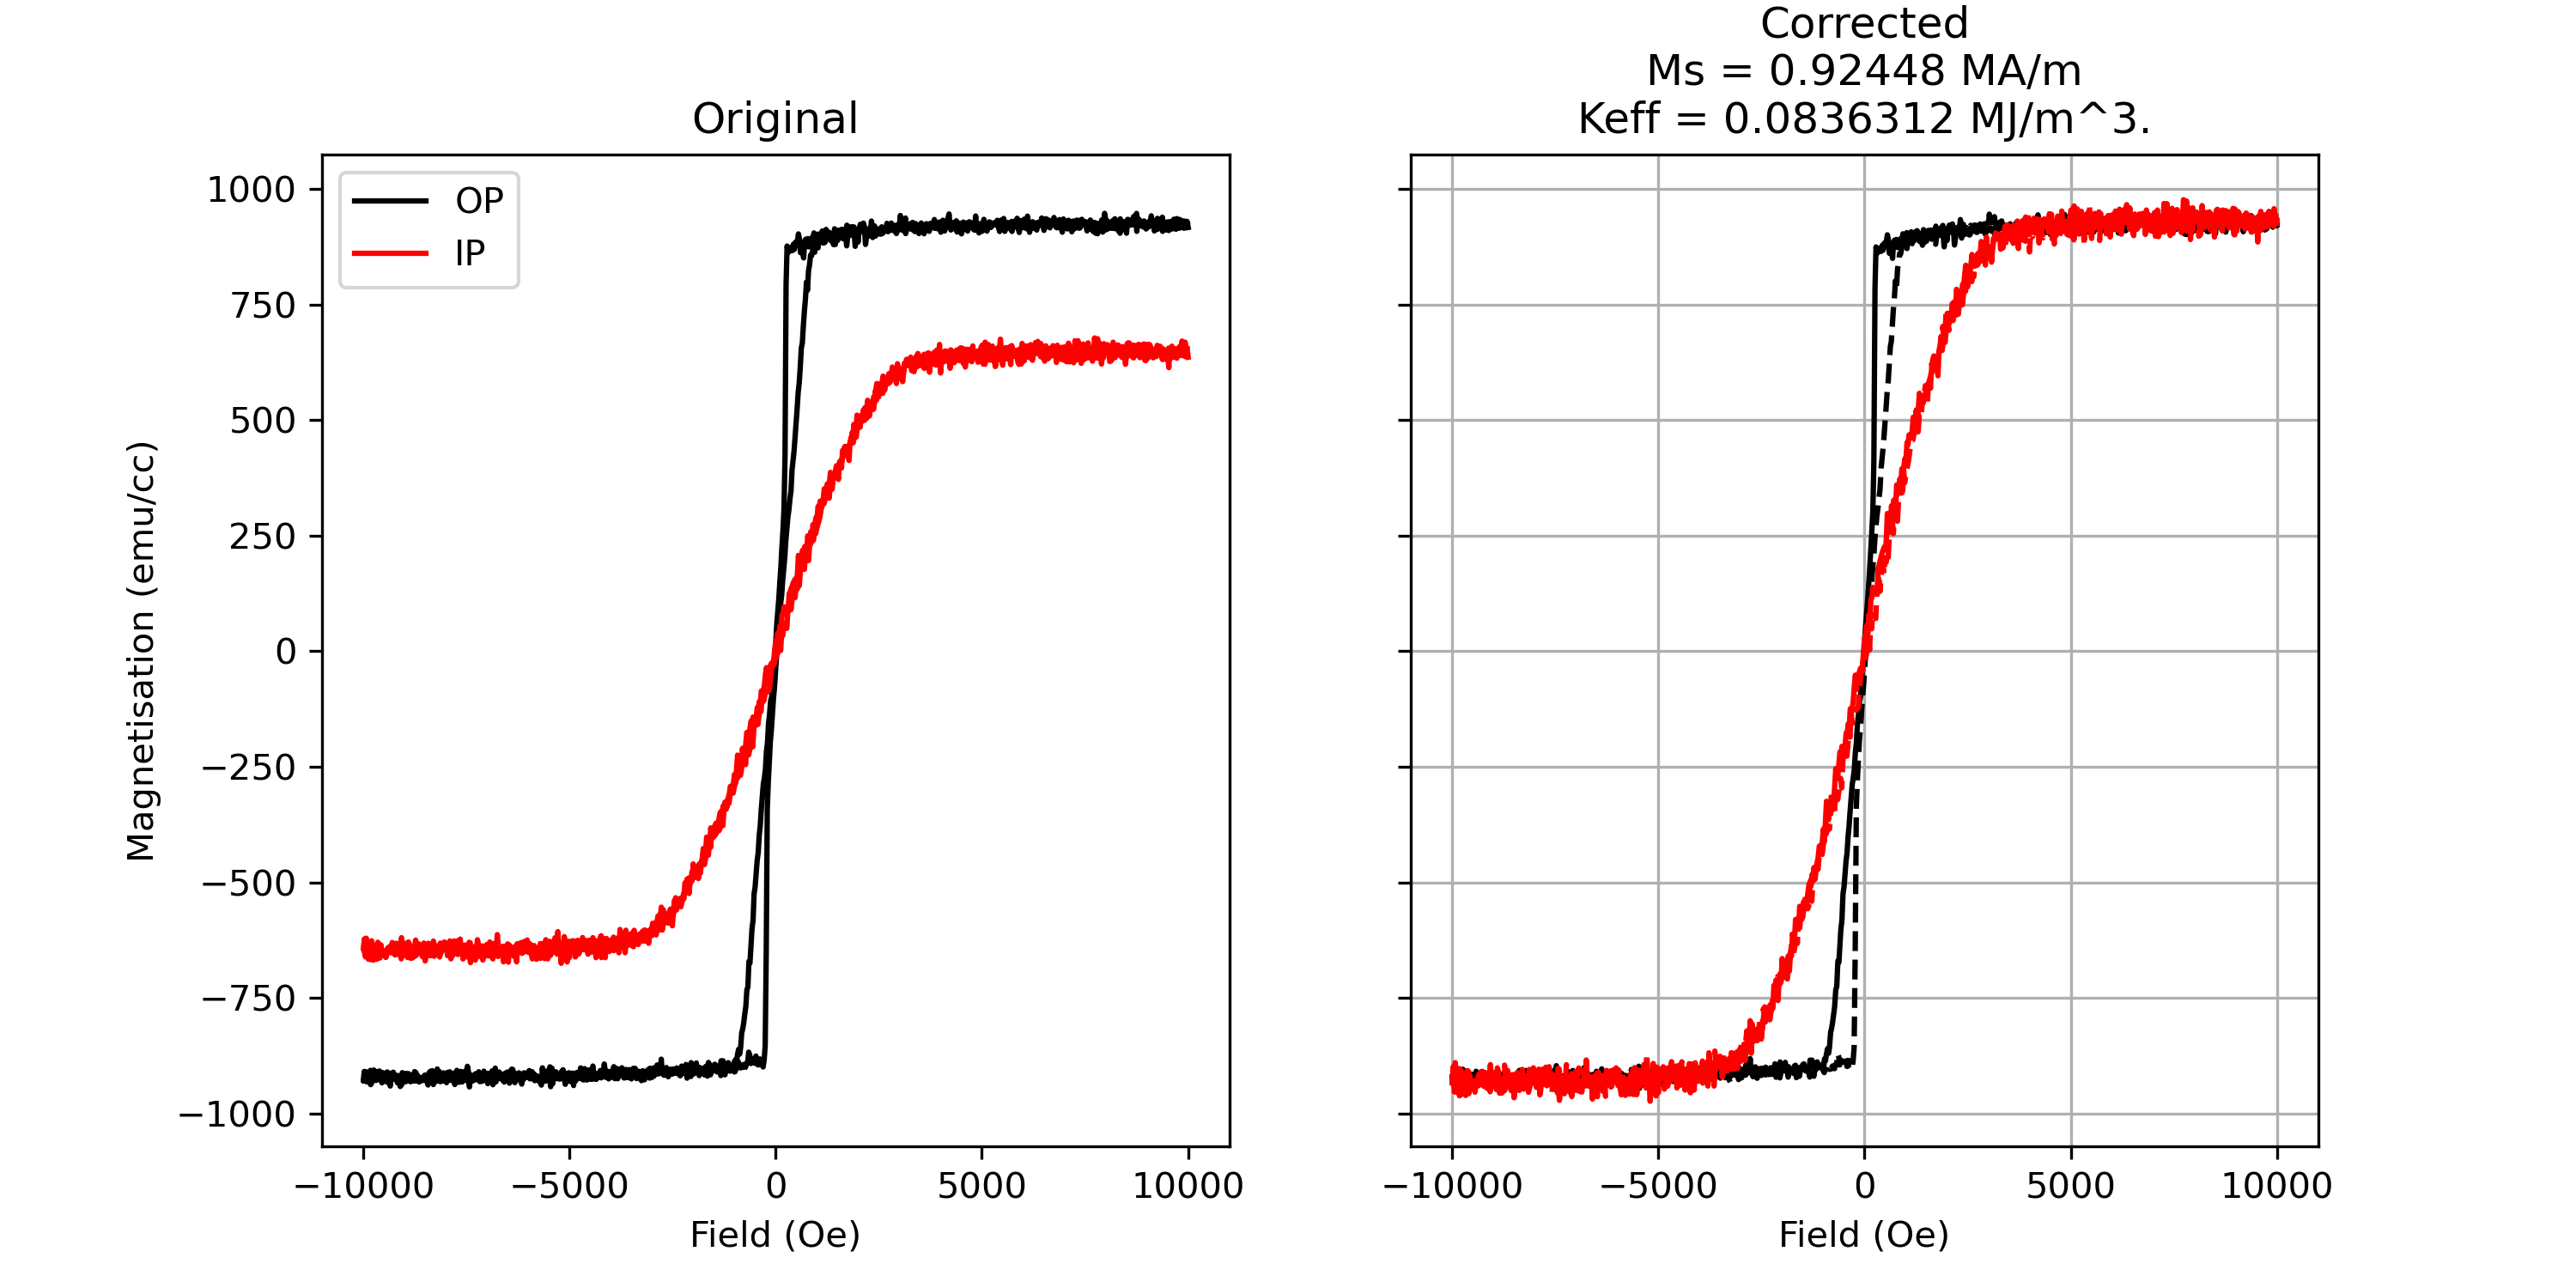 Original
OP
IP
1000
750
500
250
0
−250
−500
−750
−1000
Magnetisation (emu/cc)
−10000 −5000 0 5000 10000
Field (Oe)
Corrected
Ms = 0.92448 MA/m
Keff = 0.0836312 MJ/m^3.
−10000 −5000 0 5000 10000
Field (Oe)